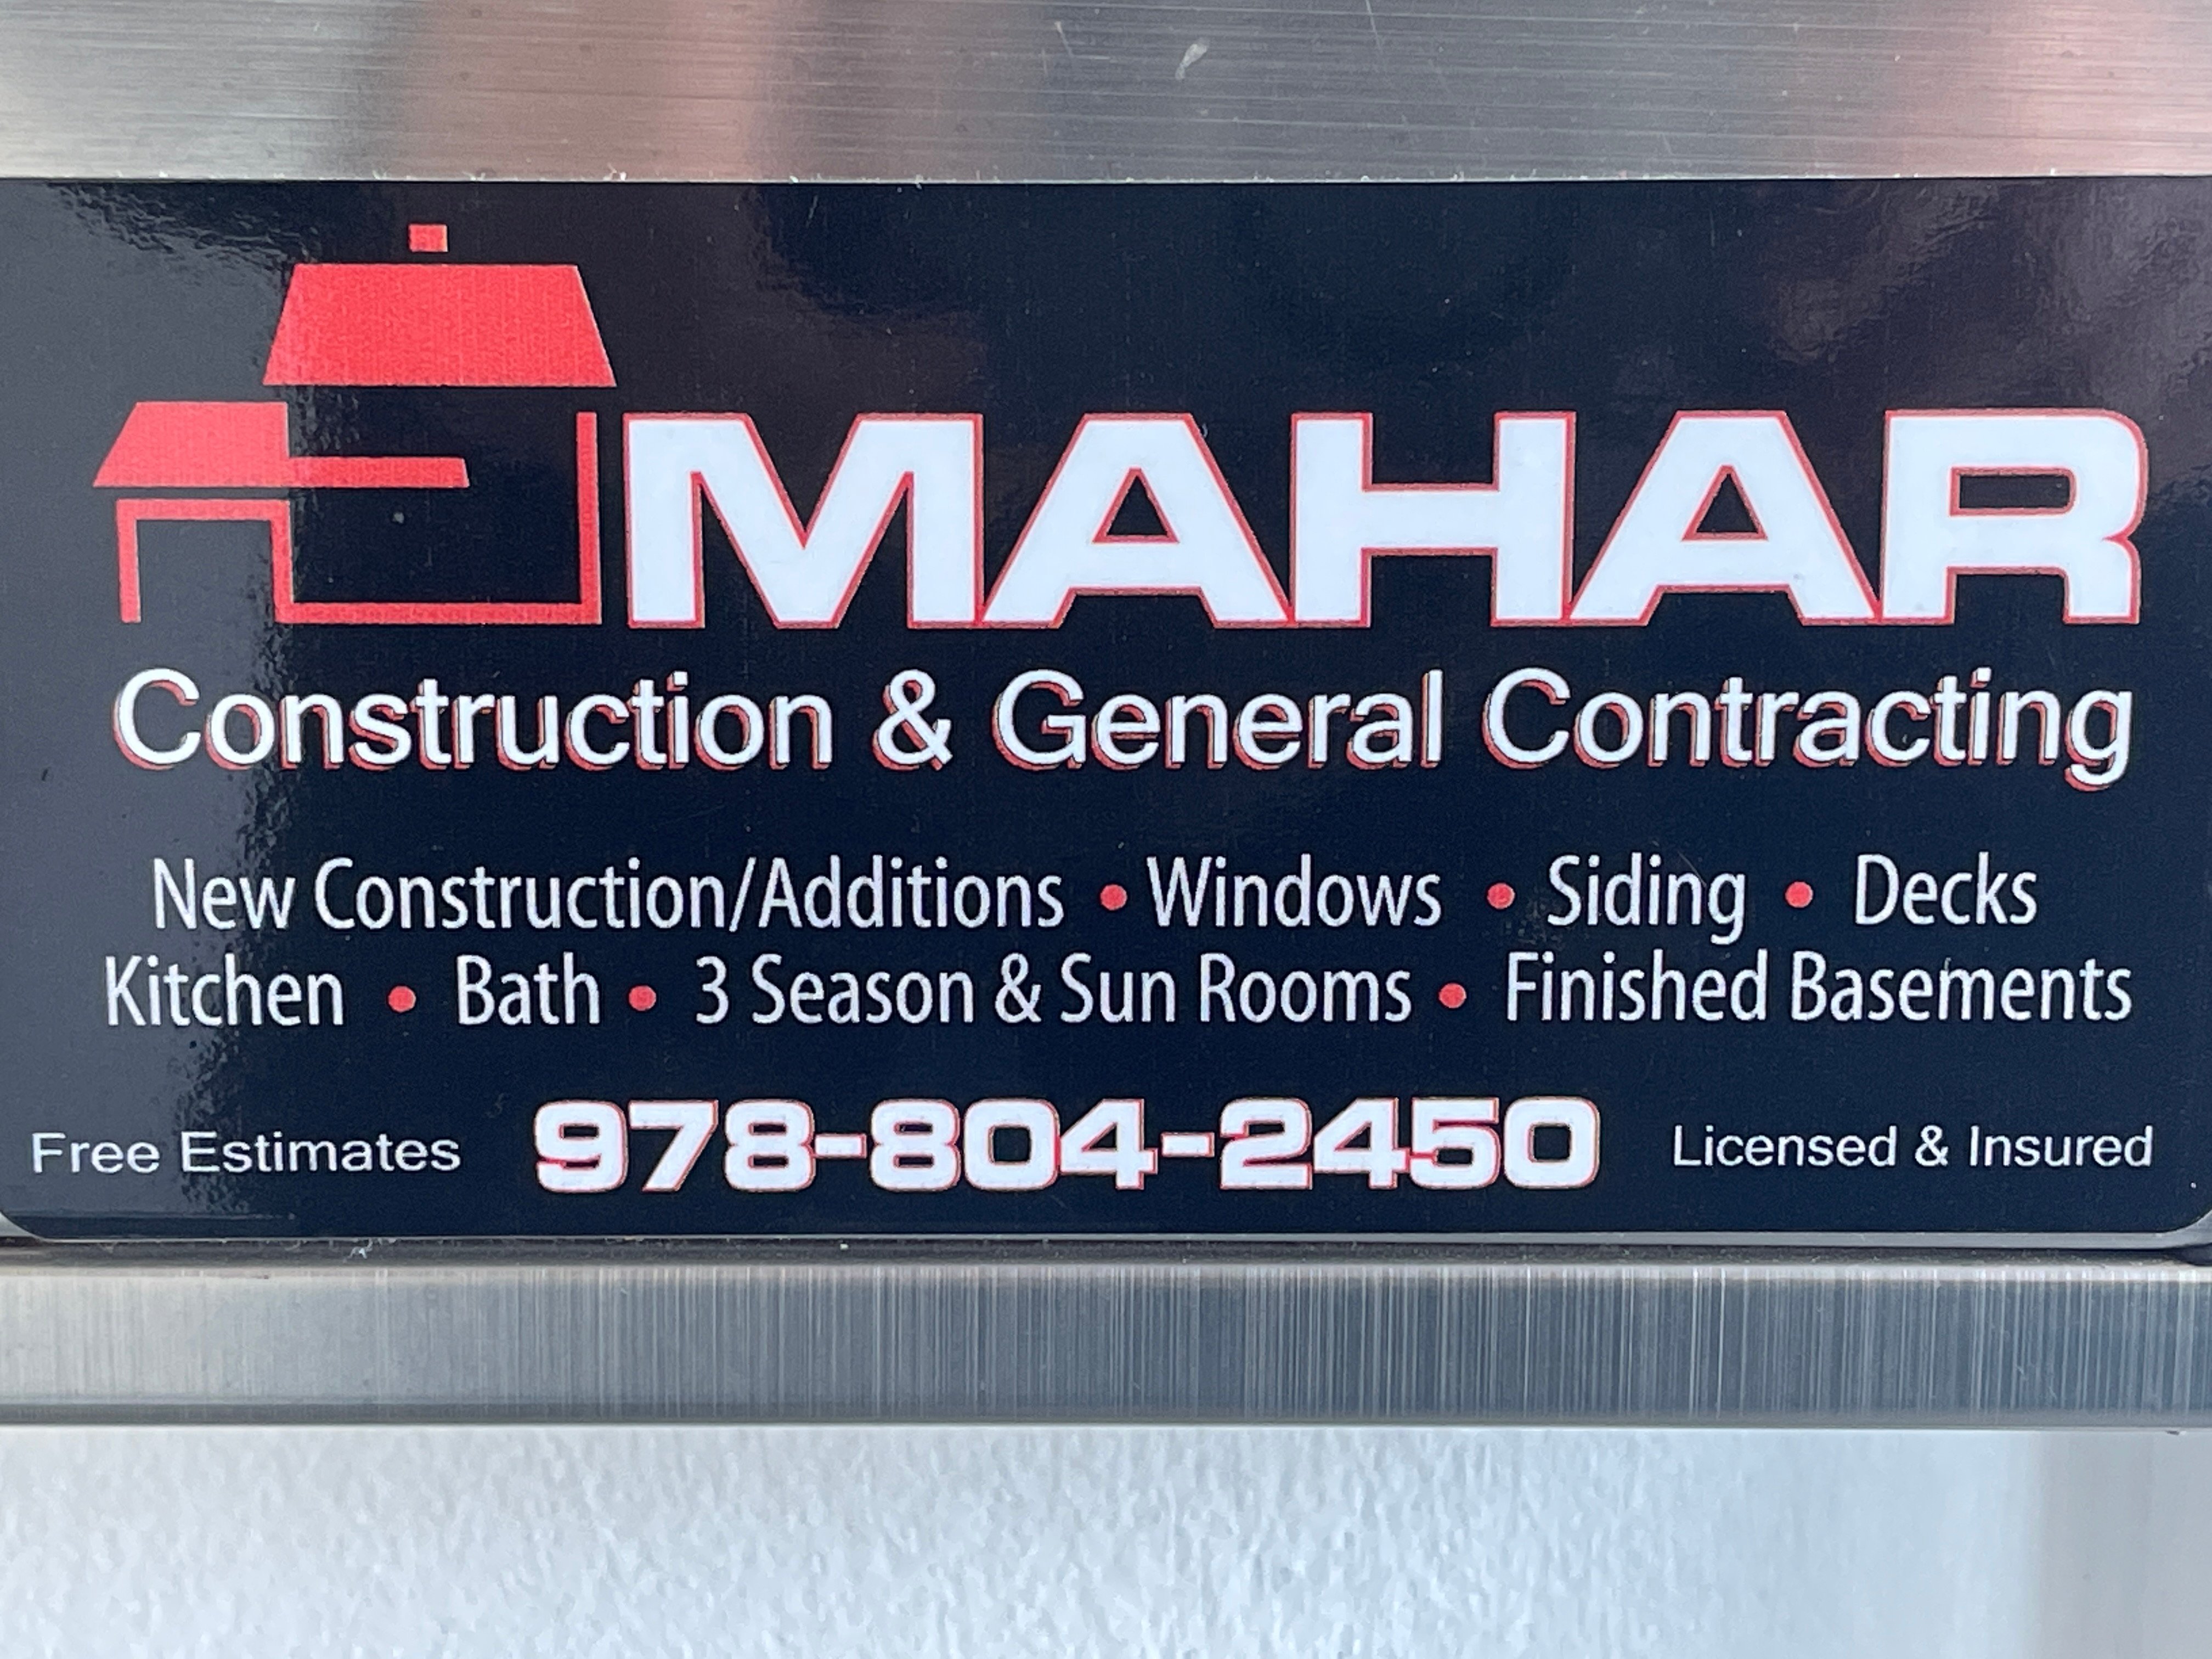 MAHAR
Construction & General Contracting
New Construction/Additions • Windows • Siding • Decks
Kitchen • Bath • 3 Season & Sun Rooms • Finished Basements
Free Estimates 978-804-2450 Licensed & Insured